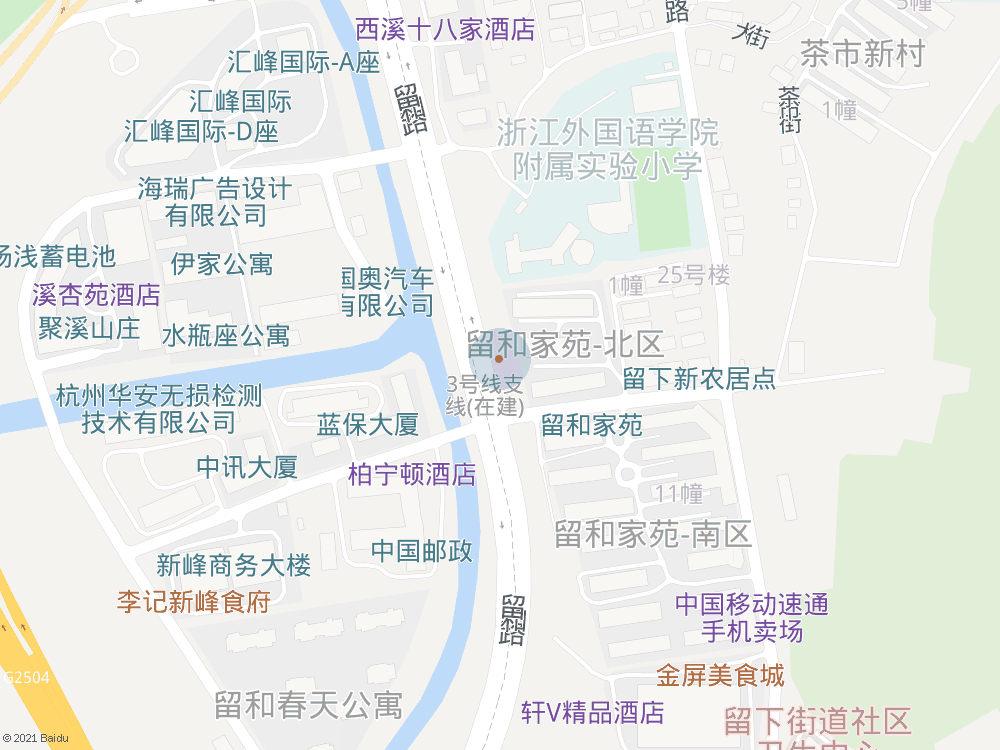 西溪十八家酒店
路
大街
5幢
茶市新村
汇峰国际-A座
汇峰国际
汇峰国际-D座
留和路
1幢
茶市街
浙江外国语学院
附属实验小学
海瑞广告设计
有限公司
汤浅蓄电池
伊家公寓
国奥汽车
有限公司
1幢
25号楼
溪杏苑酒店
聚溪山庄
水瓶座公寓
留和家苑-北区
3号线支
线(在建)
留下新农居点
杭州华安无损检测
技术有限公司
蓝保大厦
留和家苑
中讯大厦
柏宁顿酒店
11幢
留和家苑-南区
新峰商务大楼
中国邮政
李记新峰食府
留和路
中国移动速通
手机卖场
G2504
金屏美食城
留和春天公寓
轩V精品酒店
留下街道社区
卫生中心
© 2021 Baidu